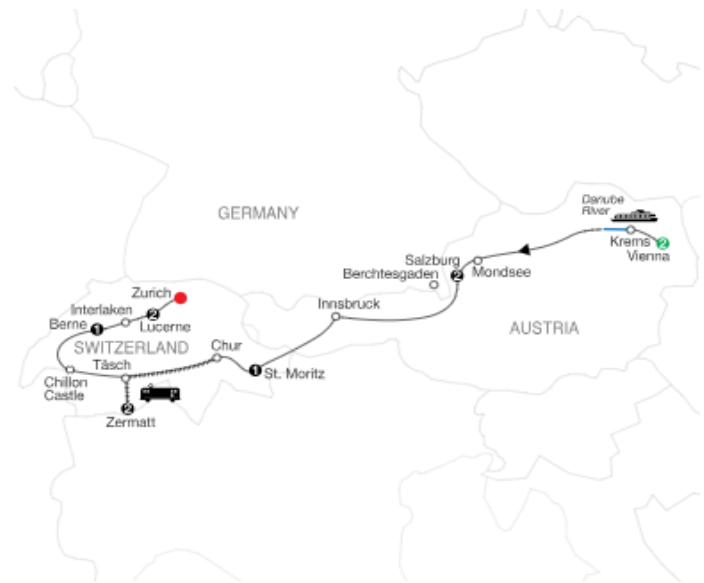 GERMANY
Danube
River
Krems
2
Vienna
Salzburg
2
Mondsee
Berchtesgaden
Zurich
Innsbruck
Interlaken
2
Berne
1
Lucerne
AUSTRIA
SWITZERLAND
Chur
Täsch
1
St. Moritz
Chillon
Castle
2
Zermatt